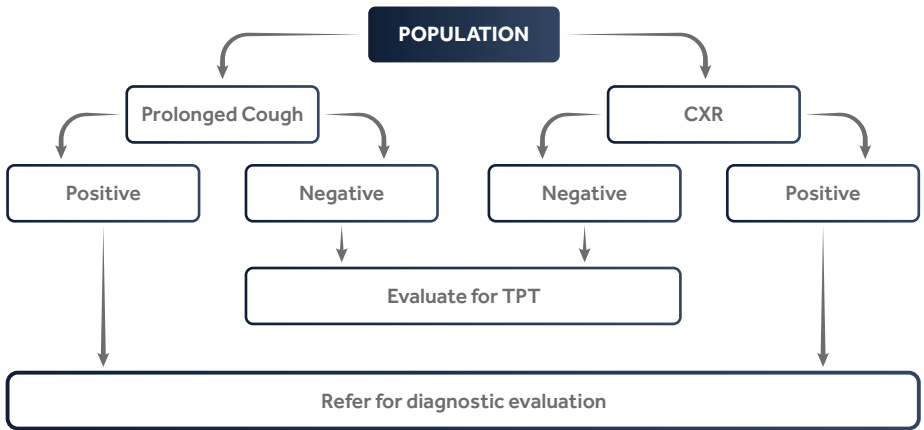 POPULATION
Prolonged Cough
CXR
Positive
Negative
Negative
Positive
Evaluate for TPT
Refer for diagnostic evaluation